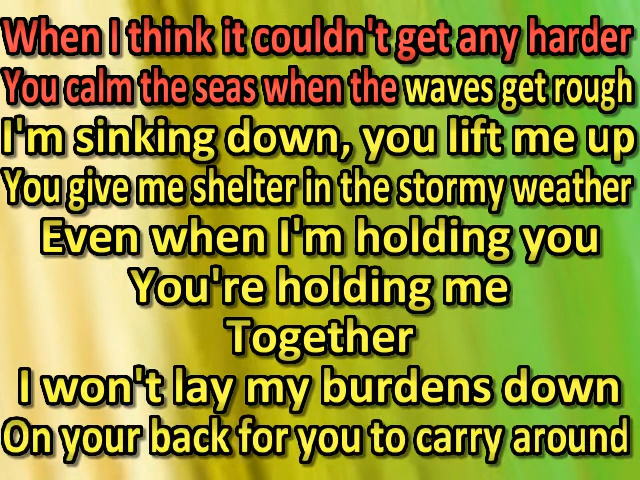 When I think it couldn't get any harder
You calm the seas when the waves get rough
I'm sinking down, you lift me up
You give me shelter in the stormy weather
Even when I'm holding you
You're holding me
Together
I won't lay my burdens down
On your back for you to carry around